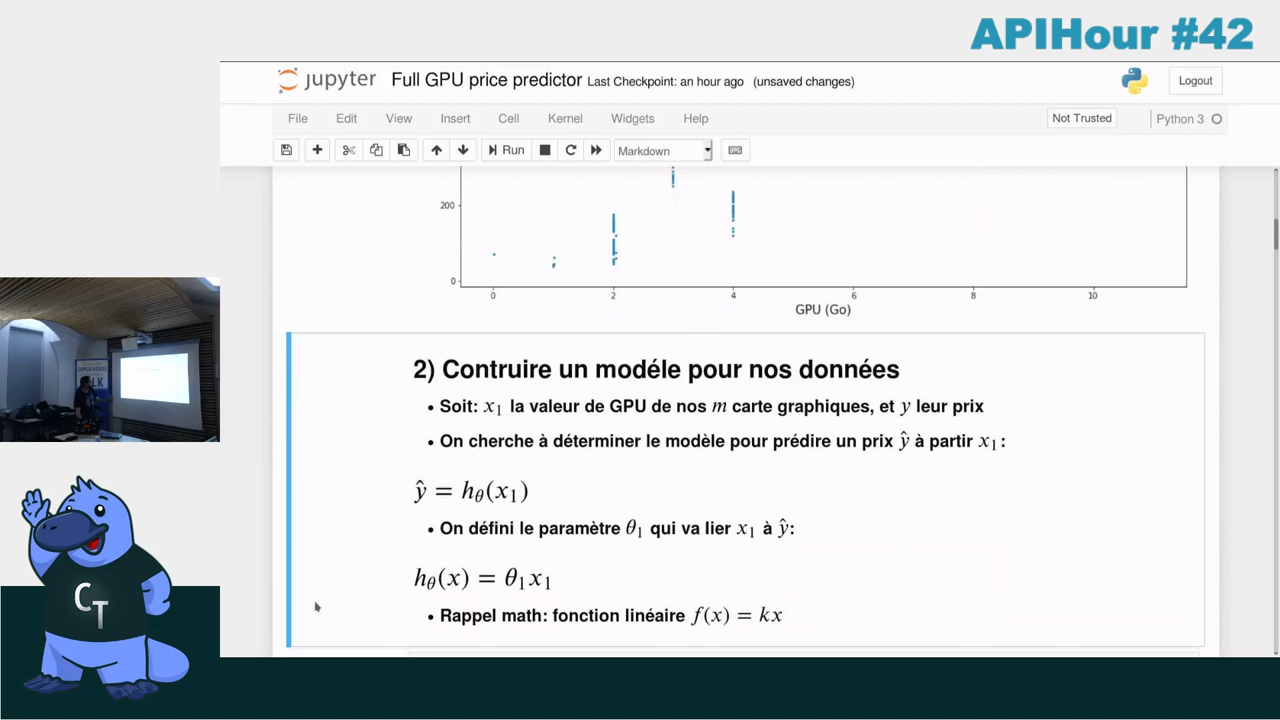 APIHour #42
jupyter Full GPU price predictor Last Checkpoint: an hour ago (unsaved changes)
Logout
File Edit View Insert Cell Kernel Widgets Help
Not Trusted
Python 3
Run
Markdown
200
0
0 2 4 6 8 10
GPU (Go)
2) Contruire un modéle pour nos données
• Soit: x₁ la valeur de GPU de nos m carte graphiques, et y leur prix
• On cherche à déterminer le modèle pour prédire un prix ŷ à partir x₁:
ŷ = hθ(x₁)
• On défini le paramètre θ₁ qui va lier x₁ à ŷ:
hθ(x) = θ₁x₁
• Rappel math: fonction linéaire f(x) = kx
CT